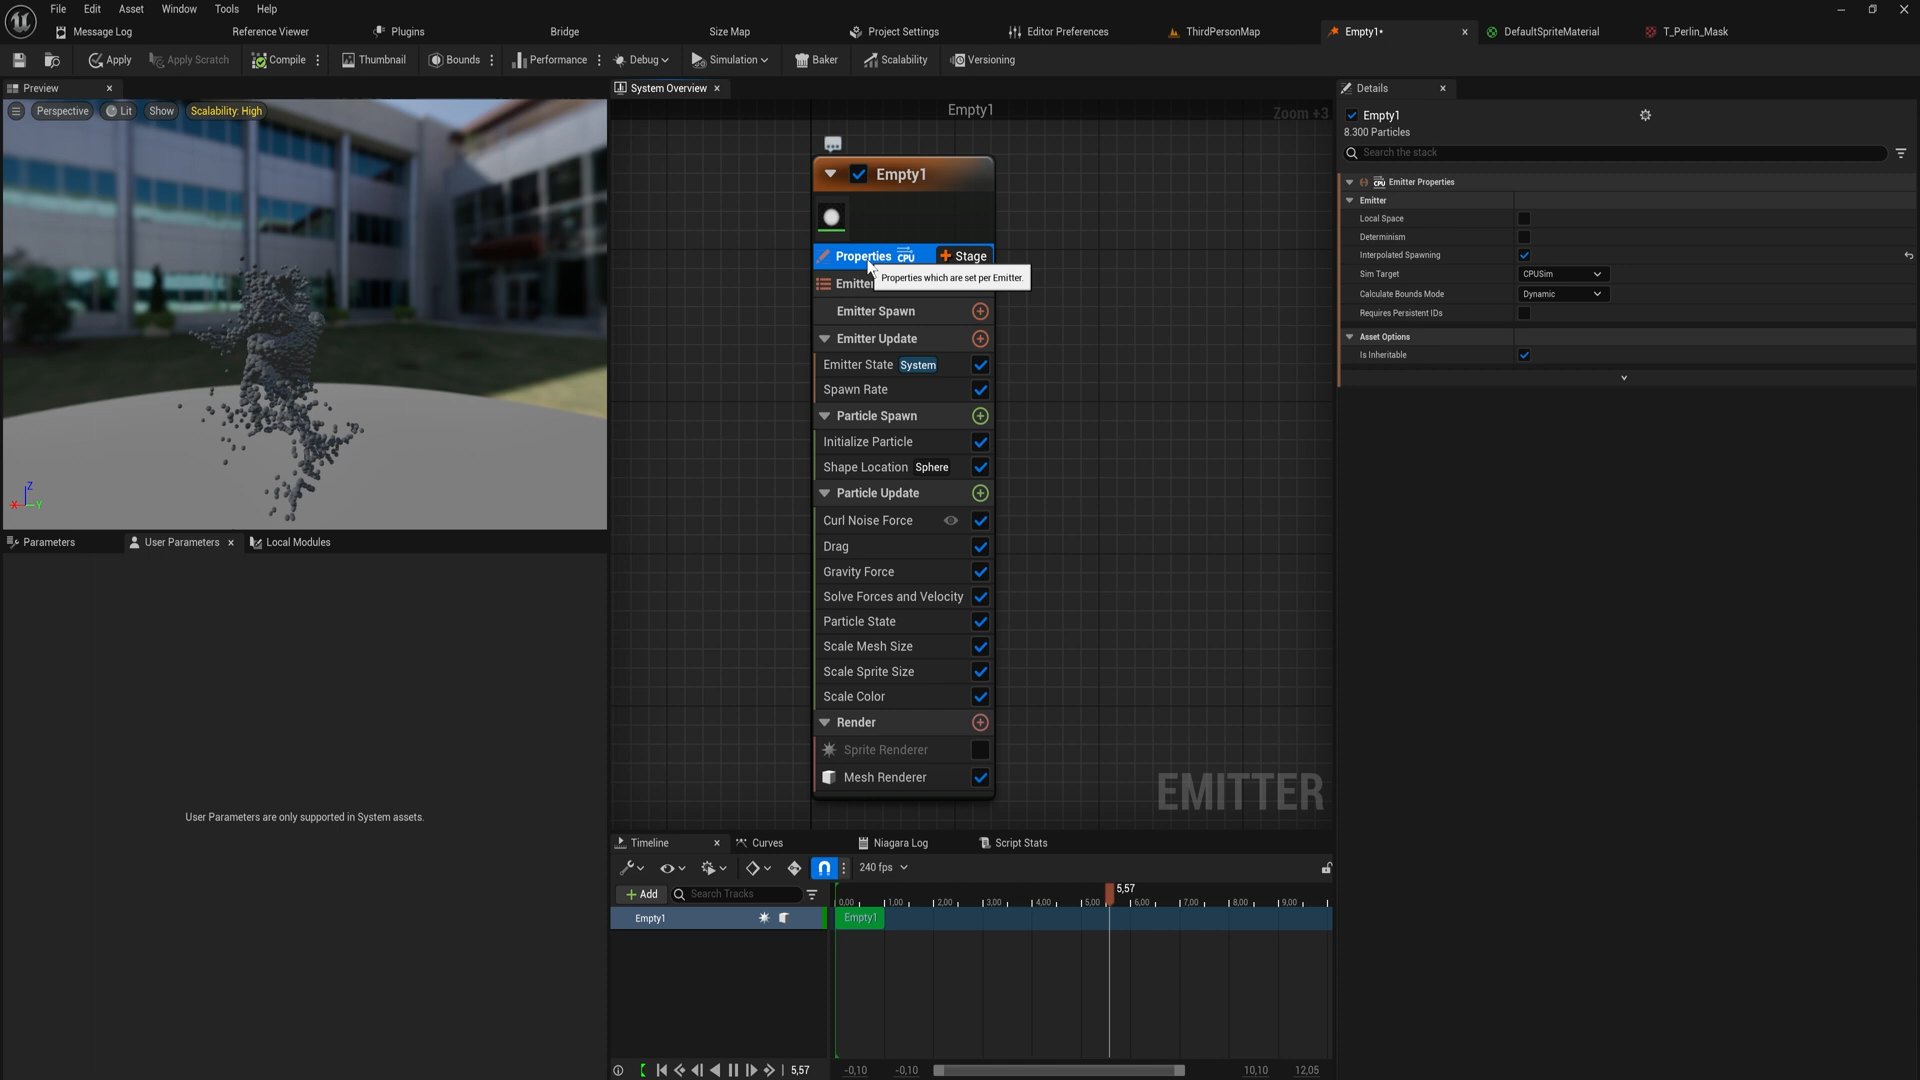 File Edit Asset Window Tools Help
Message Log Reference Viewer Plugins Bridge Size Map Project Settings Editor Preferences ThirdPersonMap Empty1• DefaultSpriteMaterial T_Perlin_Mask
Apply Apply Scratch Compile Thumbnail Bounds Performance Debug Simulation Baker Scalability Versioning
Preview
Perspective Lit Show Scalability: High
Z
X Y
Parameters User Parameters Local Modules
User Parameters are only supported in System assets.
System Overview
Empty1
Zoom +3
Empty1
Properties CPU Stage
Properties which are set per Emitter.
Emitter
Emitter Spawn
Emitter Update
Emitter State System
Spawn Rate
Particle Spawn
Initialize Particle
Shape Location Sphere
Particle Update
Curl Noise Force
Drag
Gravity Force
Solve Forces and Velocity
Particle State
Scale Mesh Size
Scale Sprite Size
Scale Color
Render
Sprite Renderer
Mesh Renderer
EMITTER
Timeline Curves Niagara Log Script Stats
240 fps
Add Search Tracks
5,57
0,00 1,00 2,00 3,00 4,00 5,00 6,00 7,00 8,00 9,00
Empty1 Empty1
5,57 -0,10 -0,10 10,10 12,05
Details
Empty1
8.300 Particles
Search the stack
CPU Emitter Properties
Emitter
Local Space
Determinism
Interpolated Spawning
Sim Target CPUSim
Calculate Bounds Mode Dynamic
Requires Persistent IDs
Asset Options
Is Inheritable